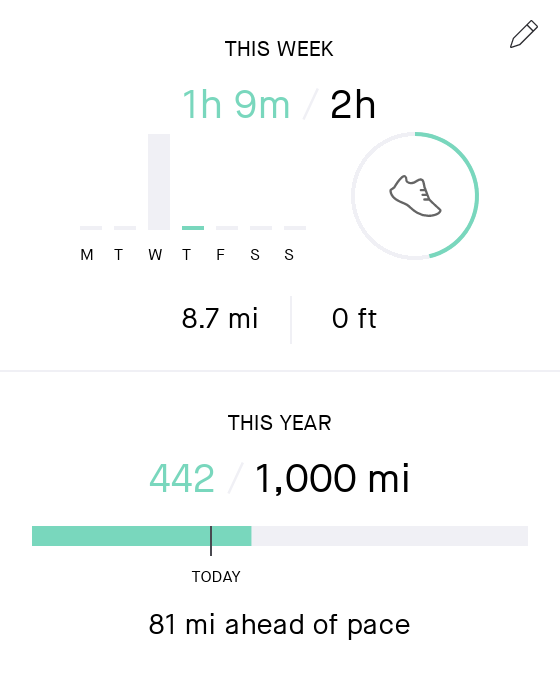 THIS WEEK
1h 9m / 2h
M T W T F S S
8.7 mi 0 ft
THIS YEAR
442 / 1,000 mi
TODAY
81 mi ahead of pace